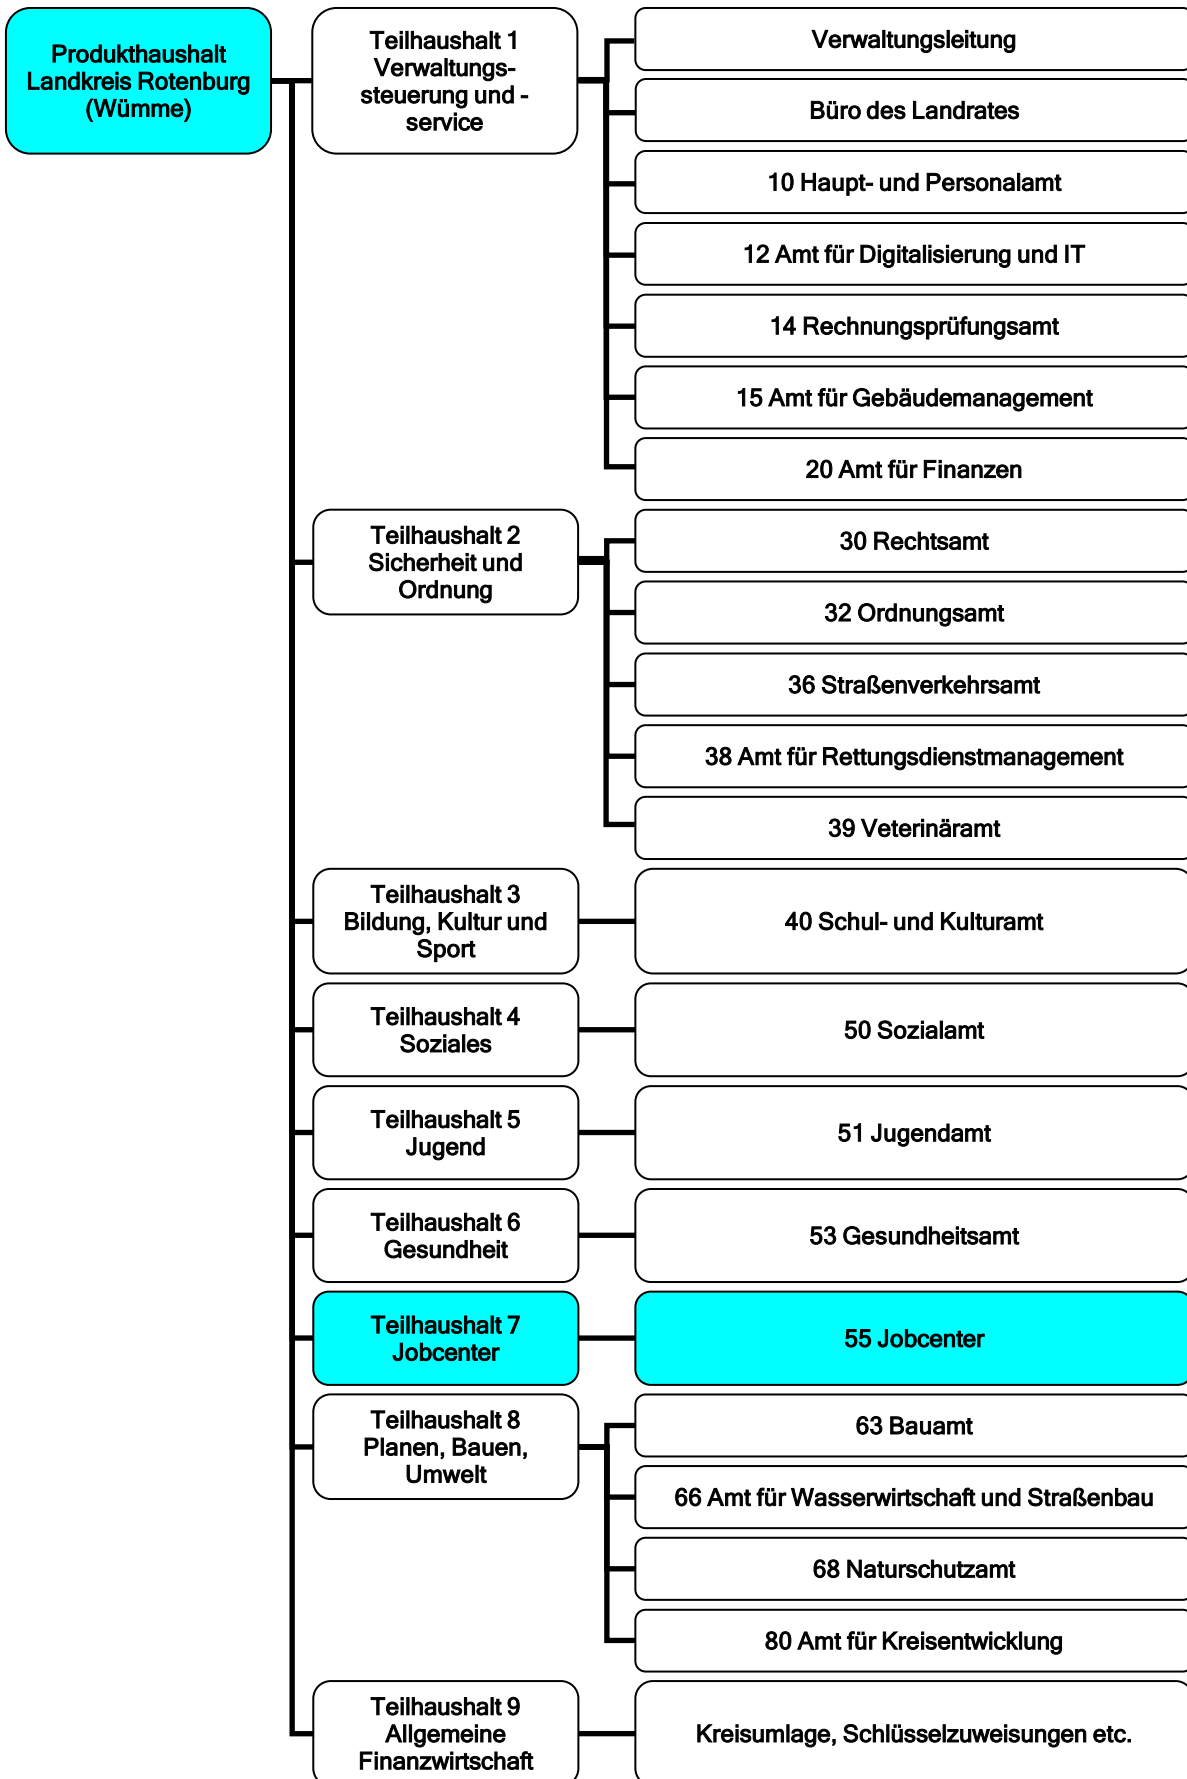 Produkthaushalt
Landkreis Rotenburg
(Wümme)
Teilhaushalt 1
Verwaltungs-
steuerung und -
service
Verwaltungsleitung
Büro des Landrates
10 Haupt- und Personalamt
12 Amt für Digitalisierung und IT
14 Rechnungsprüfungsamt
15 Amt für Gebäudemanagement
20 Amt für Finanzen
Teilhaushalt 2
Sicherheit und
Ordnung
30 Rechtsamt
32 Ordnungsamt
36 Straßenverkehrsamt
38 Amt für Rettungsdienstmanagement
39 Veterinäramt
Teilhaushalt 3
Bildung, Kultur und
Sport
40 Schul- und Kulturamt
Teilhaushalt 4
Soziales
50 Sozialamt
Teilhaushalt 5
Jugend
51 Jugendamt
Teilhaushalt 6
Gesundheit
53 Gesundheitsamt
Teilhaushalt 7
Jobcenter
55 Jobcenter
Teilhaushalt 8
Planen, Bauen,
Umwelt
63 Bauamt
66 Amt für Wasserwirtschaft und Straßenbau
68 Naturschutzamt
80 Amt für Kreisentwicklung
Teilhaushalt 9
Allgemeine
Finanzwirtschaft
Kreisumlage, Schlüsselzuweisungen etc.